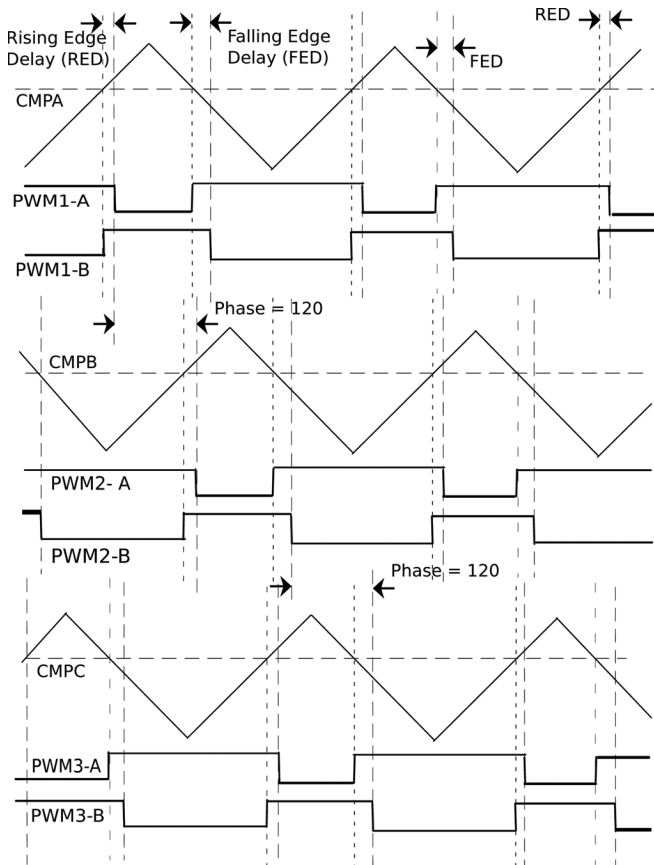 RED
Rising Edge
Delay (RED)
Falling Edge
Delay (FED)
FED
CMPA
PWM1-A
PWM1-B
Phase = 120
CMPB
PWM2- A
PWM2-B
Phase = 120
CMPC
PWM3-A
PWM3-B